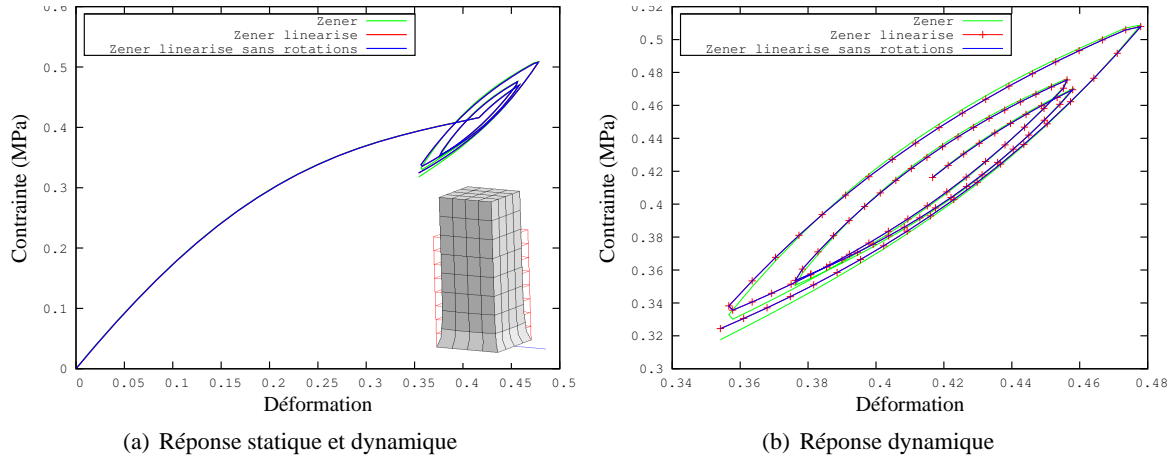 0.6
0.5
0.4
0.3
0.2
0.1
0
Contrainte (MPa)
Zener
Zener linearise
Zener linearise sans rotations
0 0.05 0.1 0.15 0.2 0.25 0.3 0.35 0.4 0.45 0.5
Déformation
(a) Réponse statique et dynamique
0.52
0.5
0.48
0.46
0.44
0.42
0.4
0.38
0.36
0.34
0.32
0.3
Contrainte (MPa)
Zener
Zener linearise
Zener linearise sans rotations
0.34 0.36 0.38 0.4 0.42 0.44 0.46 0.48
Déformation
(b) Réponse dynamique